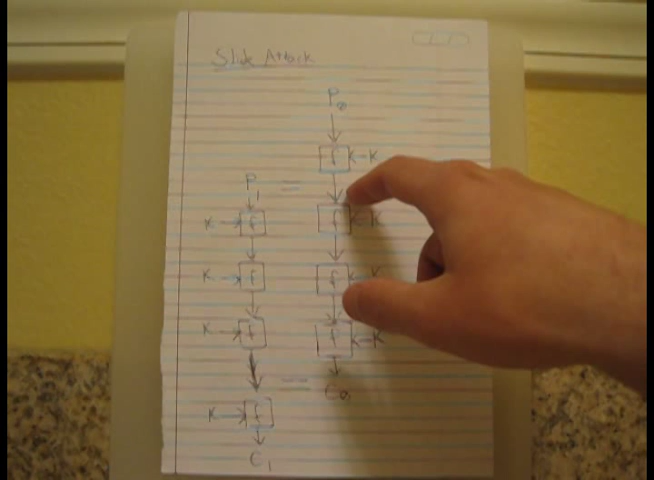 Slide Attack
P0
f K
P1 =
K f f K
K f f K
K f f K
= C0
K f
C1